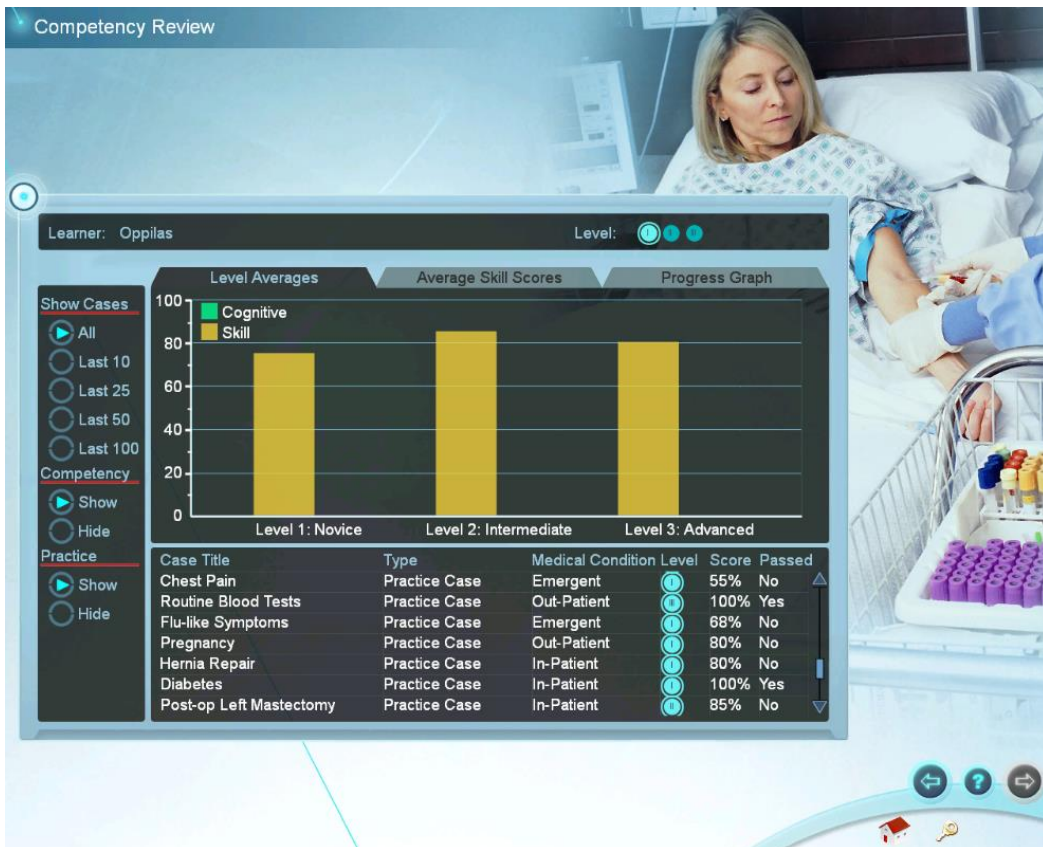 Competency Review
Learner: Oppilas Level: I II III
Level Averages Average Skill Scores Progress Graph
Show Cases
All
Last 10
Last 25
Last 50
Last 100
Competency
Show
Hide
Practice
Show
Hide
100
80
60
40
20
0
Cognitive
Skill
Level 1: Novice Level 2: Intermediate Level 3: Advanced
Case Title Type Medical Condition Level Score Passed
Chest Pain Practice Case Emergent I 55% No
Routine Blood Tests Practice Case Out-Patient III 100% Yes
Flu-like Symptoms Practice Case Emergent I 68% No
Pregnancy Practice Case Out-Patient I 80% No
Hernia Repair Practice Case In-Patient I 80% No
Diabetes Practice Case In-Patient I 100% Yes
Post-op Left Mastectomy Practice Case In-Patient II 85% No
?